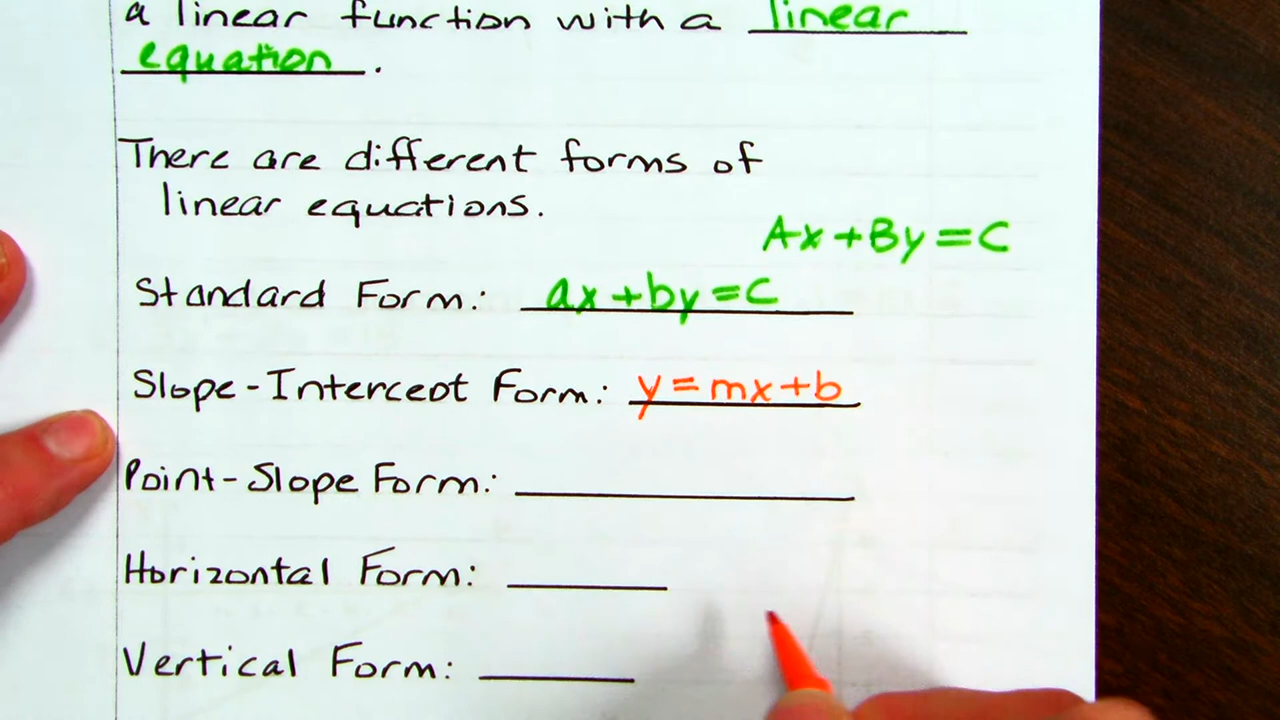 a linear function with a linear
equation.
There are different forms of
linear equations.
Ax+By=C
Standard Form: ax+by=c
Slope-Intercept Form: y=mx+b
Point-Slope Form:
Horizontal Form:
Vertical Form: